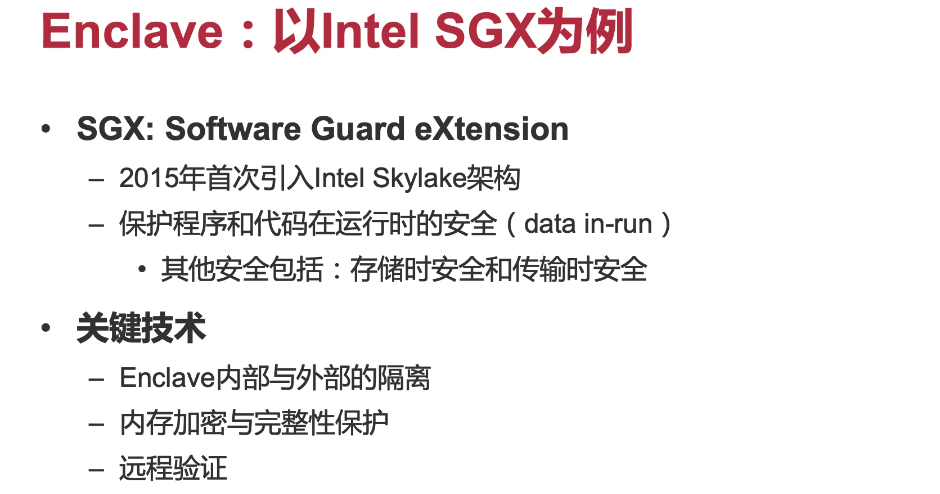 Enclave：以Intel SGX为例
• SGX: Software Guard eXtension
– 2015年首次引入Intel Skylake架构
– 保护程序和代码在运行时的安全（data in-run）
• 其他安全包括：存储时安全和传输时安全
• 关键技术
– Enclave内部与外部的隔离
– 内存加密与完整性保护
– 远程验证